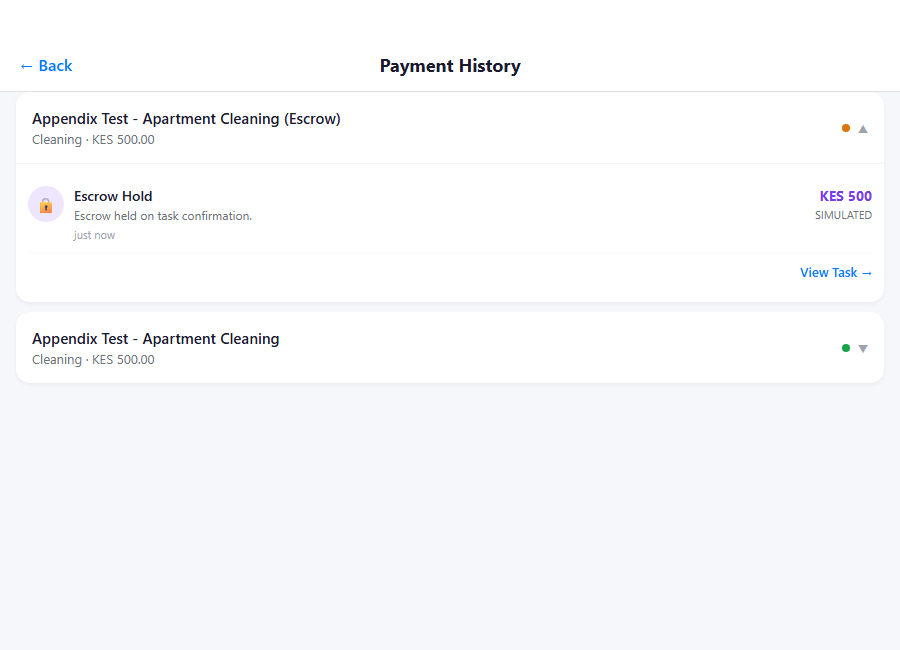 ← Back
Payment History
Appendix Test - Apartment Cleaning (Escrow)
Cleaning · KES 500.00
▲
Escrow Hold
KES 500
Escrow held on task confirmation.
SIMULATED
just now
View Task →
Appendix Test - Apartment Cleaning
Cleaning · KES 500.00
▼